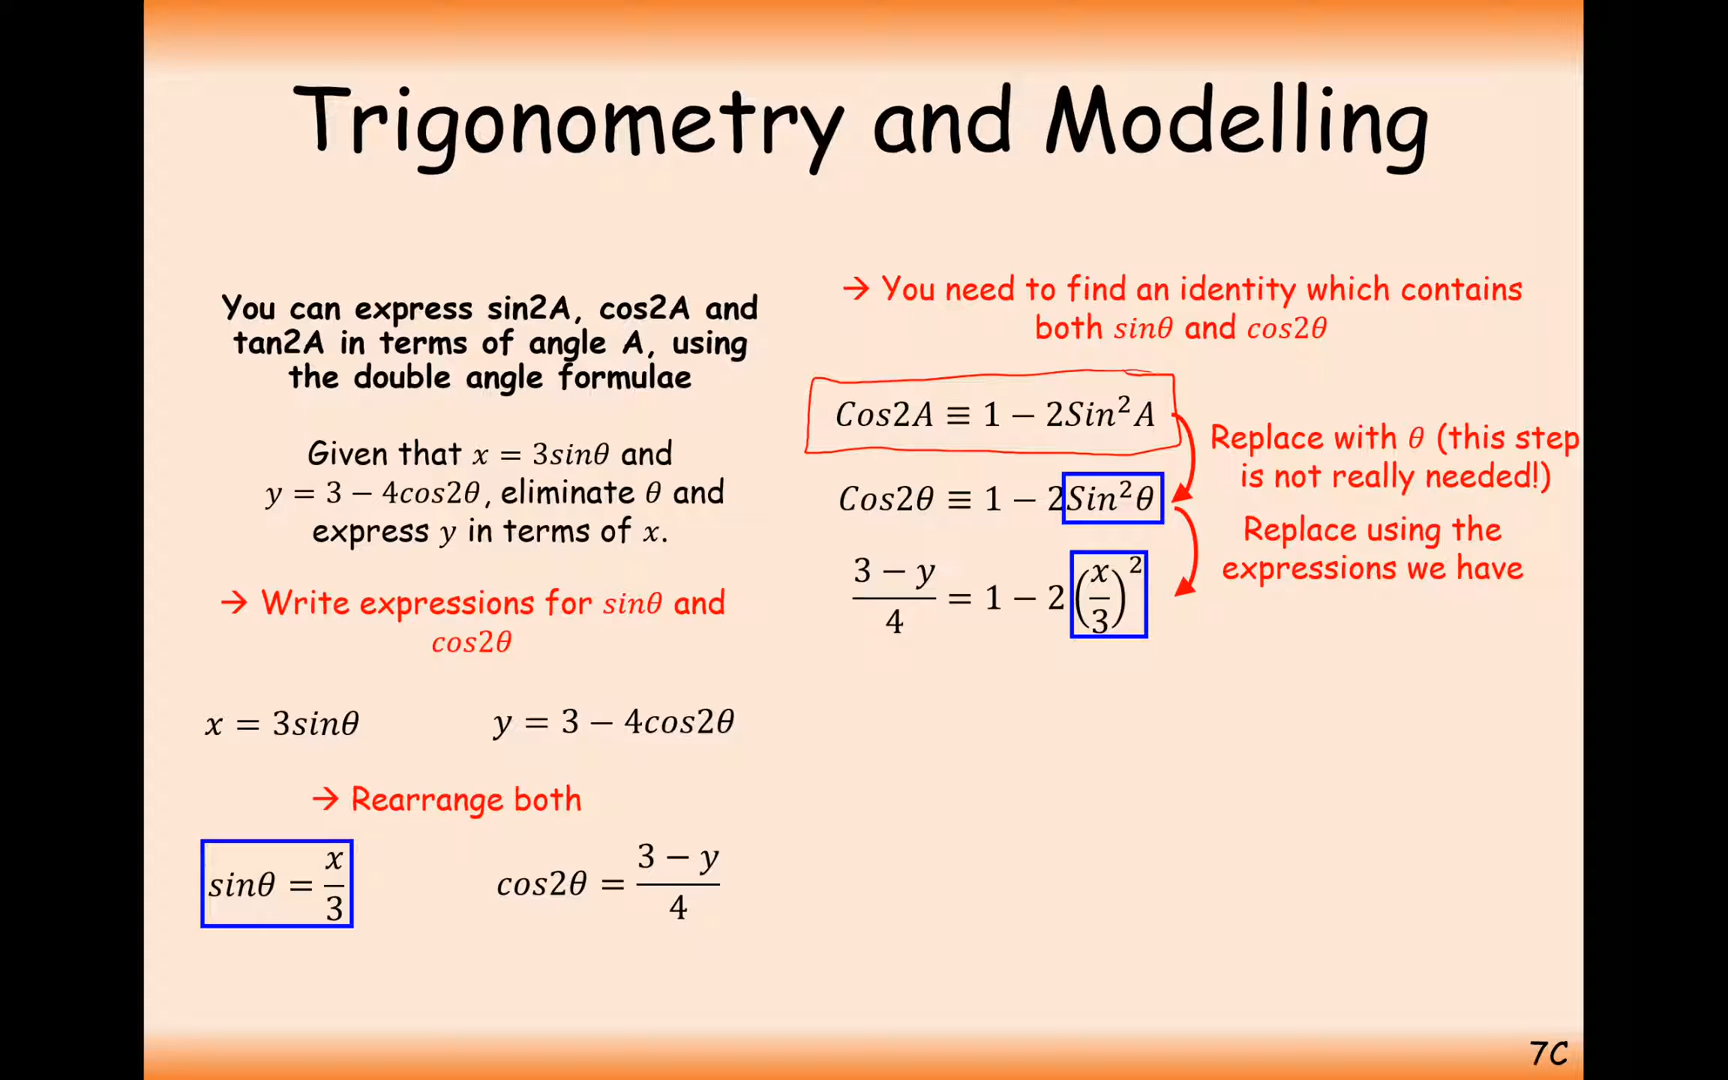 Trigonometry and Modelling
You can express sin2A, cos2A and
tan2A in terms of angle A, using
the double angle formulae
Given that x = 3sinθ and
y = 3 − 4cos2θ, eliminate θ and
express y in terms of x.
→ Write expressions for sinθ and
cos2θ
x = 3sinθ
y = 3 − 4cos2θ
→ Rearrange both
sinθ = x/3
cos2θ = (3 − y)/4
→ You need to find an identity which contains
both sinθ and cos2θ
Cos2A ≡ 1 − 2Sin²A
Replace with θ (this step
is not really needed!)
Cos2θ ≡ 1 − 2Sin²θ
Replace using the
expressions we have
(3 − y)/4 = 1 − 2(x/3)²
7C